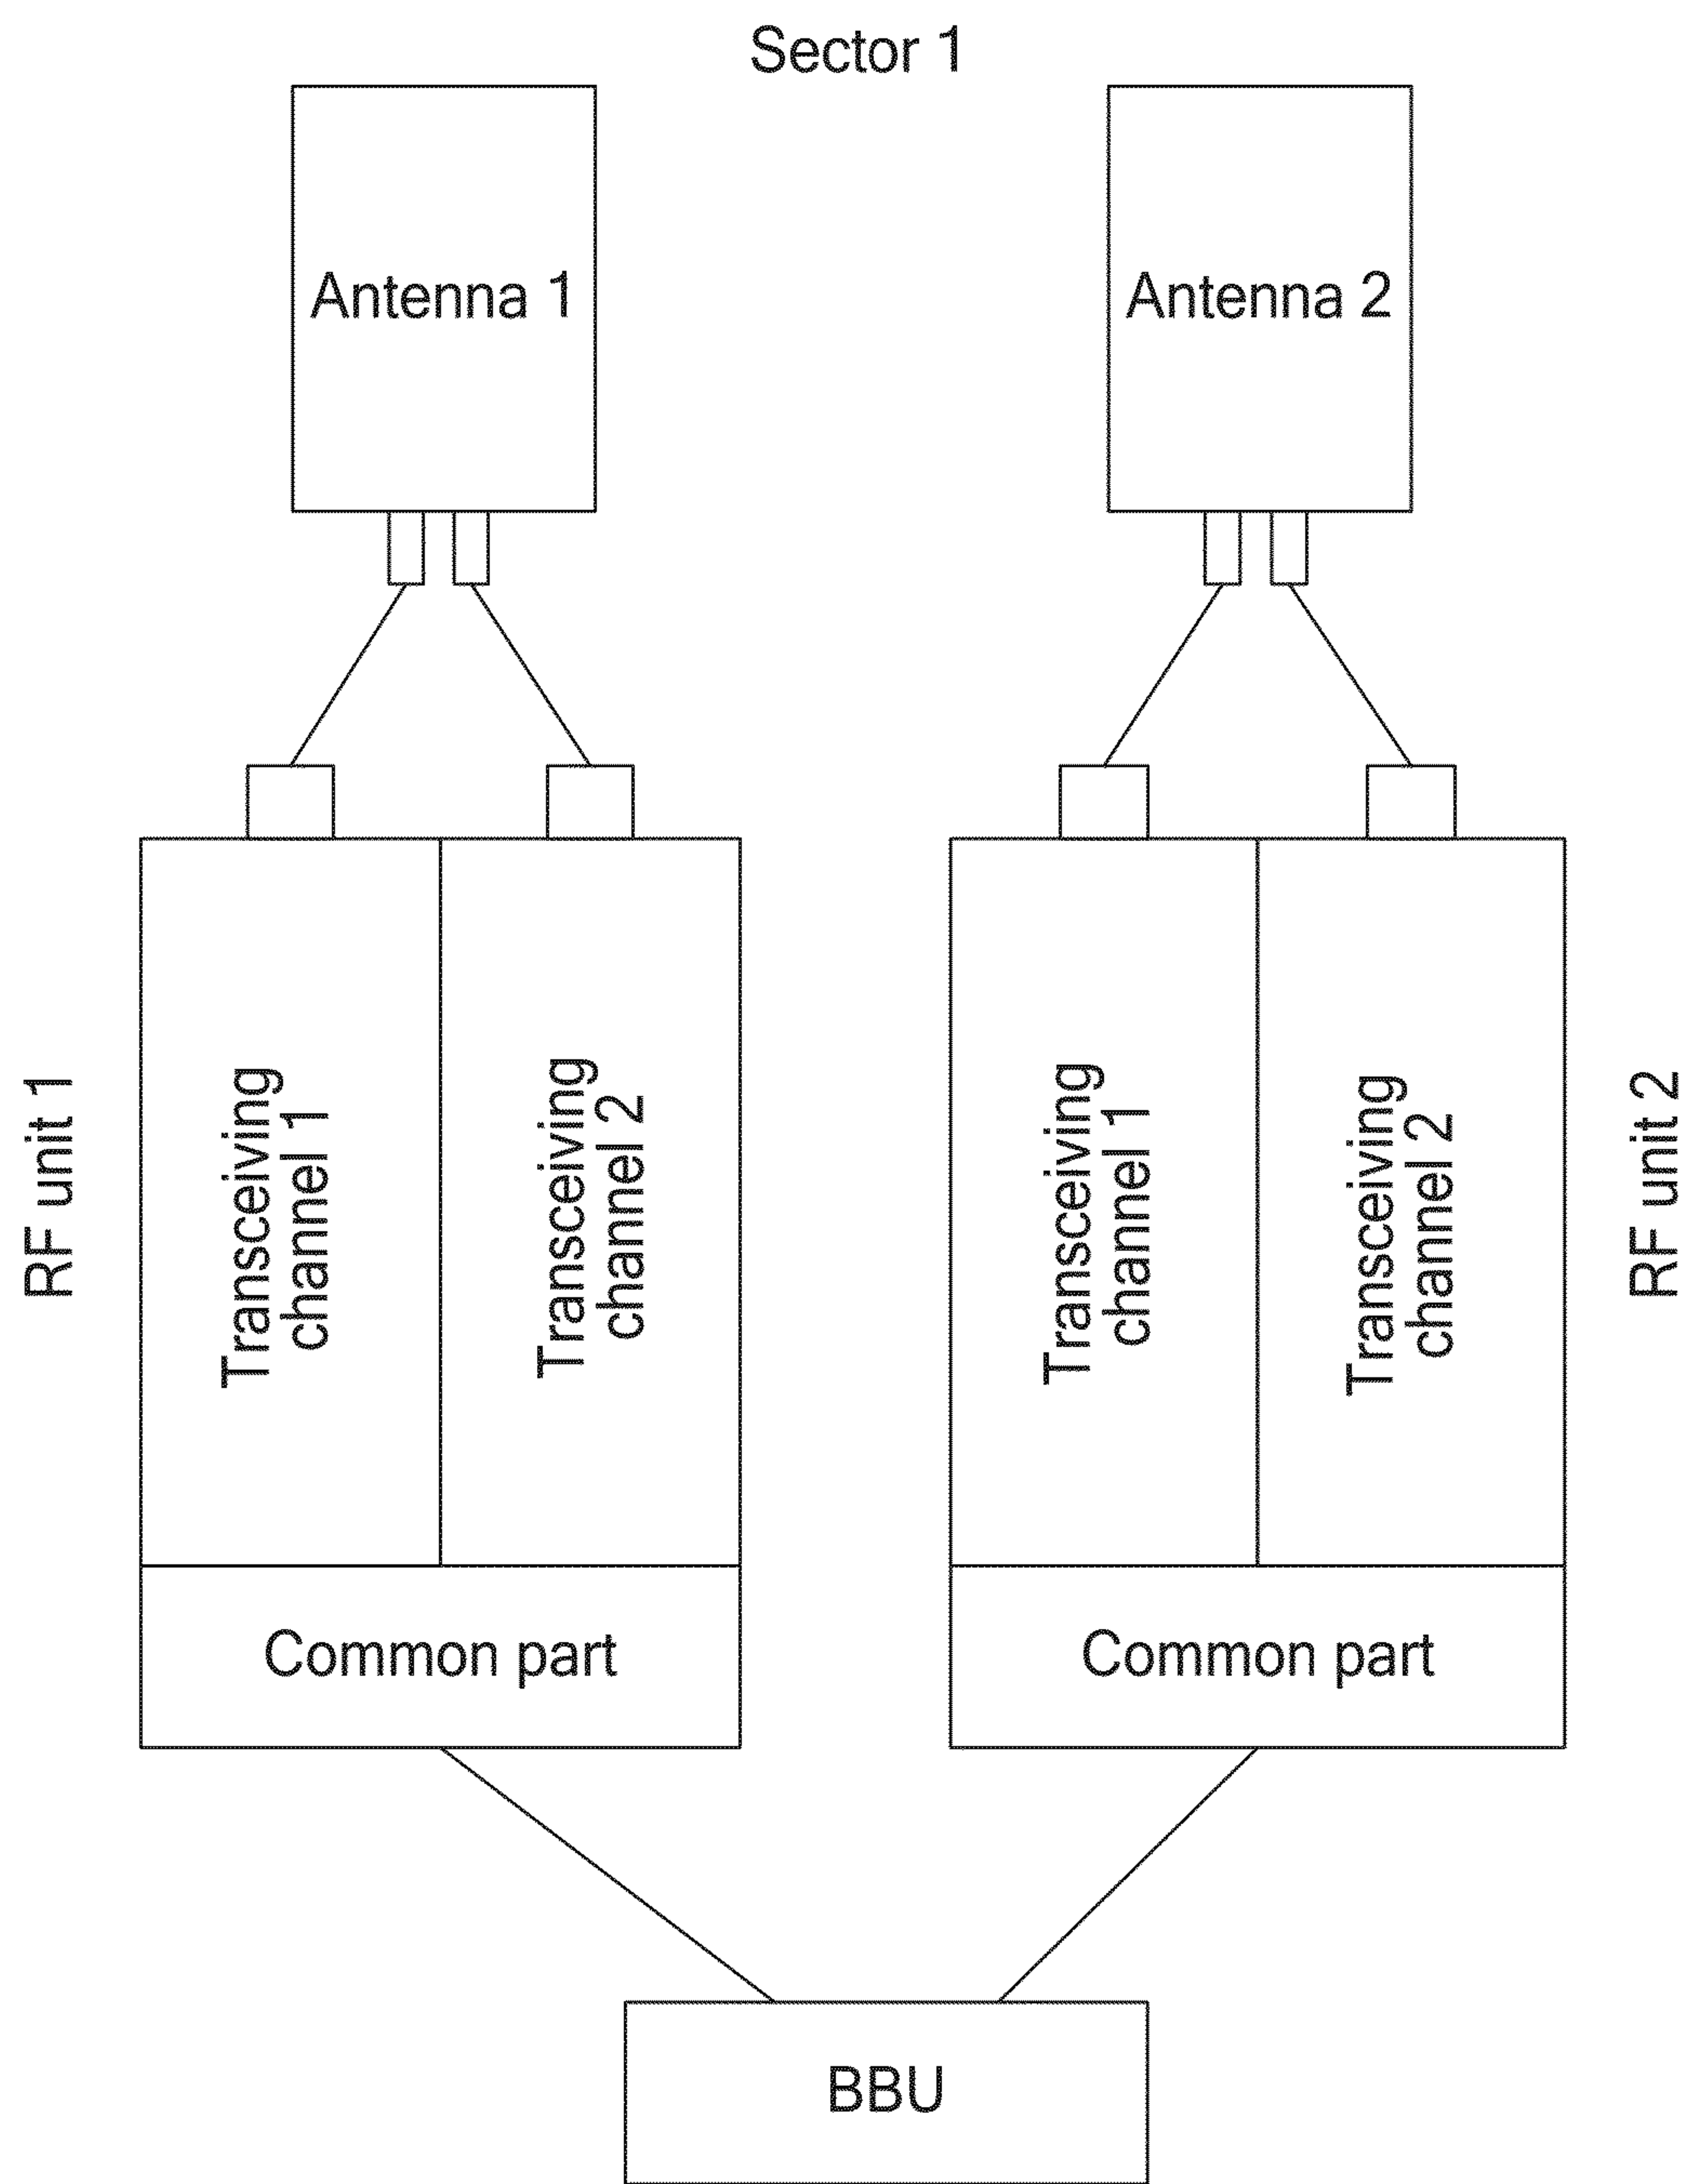 Sector 1
Antenna 1
Antenna 2
RF unit 1
Transceiving
channel 1
Transceiving
channel 2
Transceiving
channel 1
Transceiving
channel 2
RF unit 2
Common part
Common part
BBU